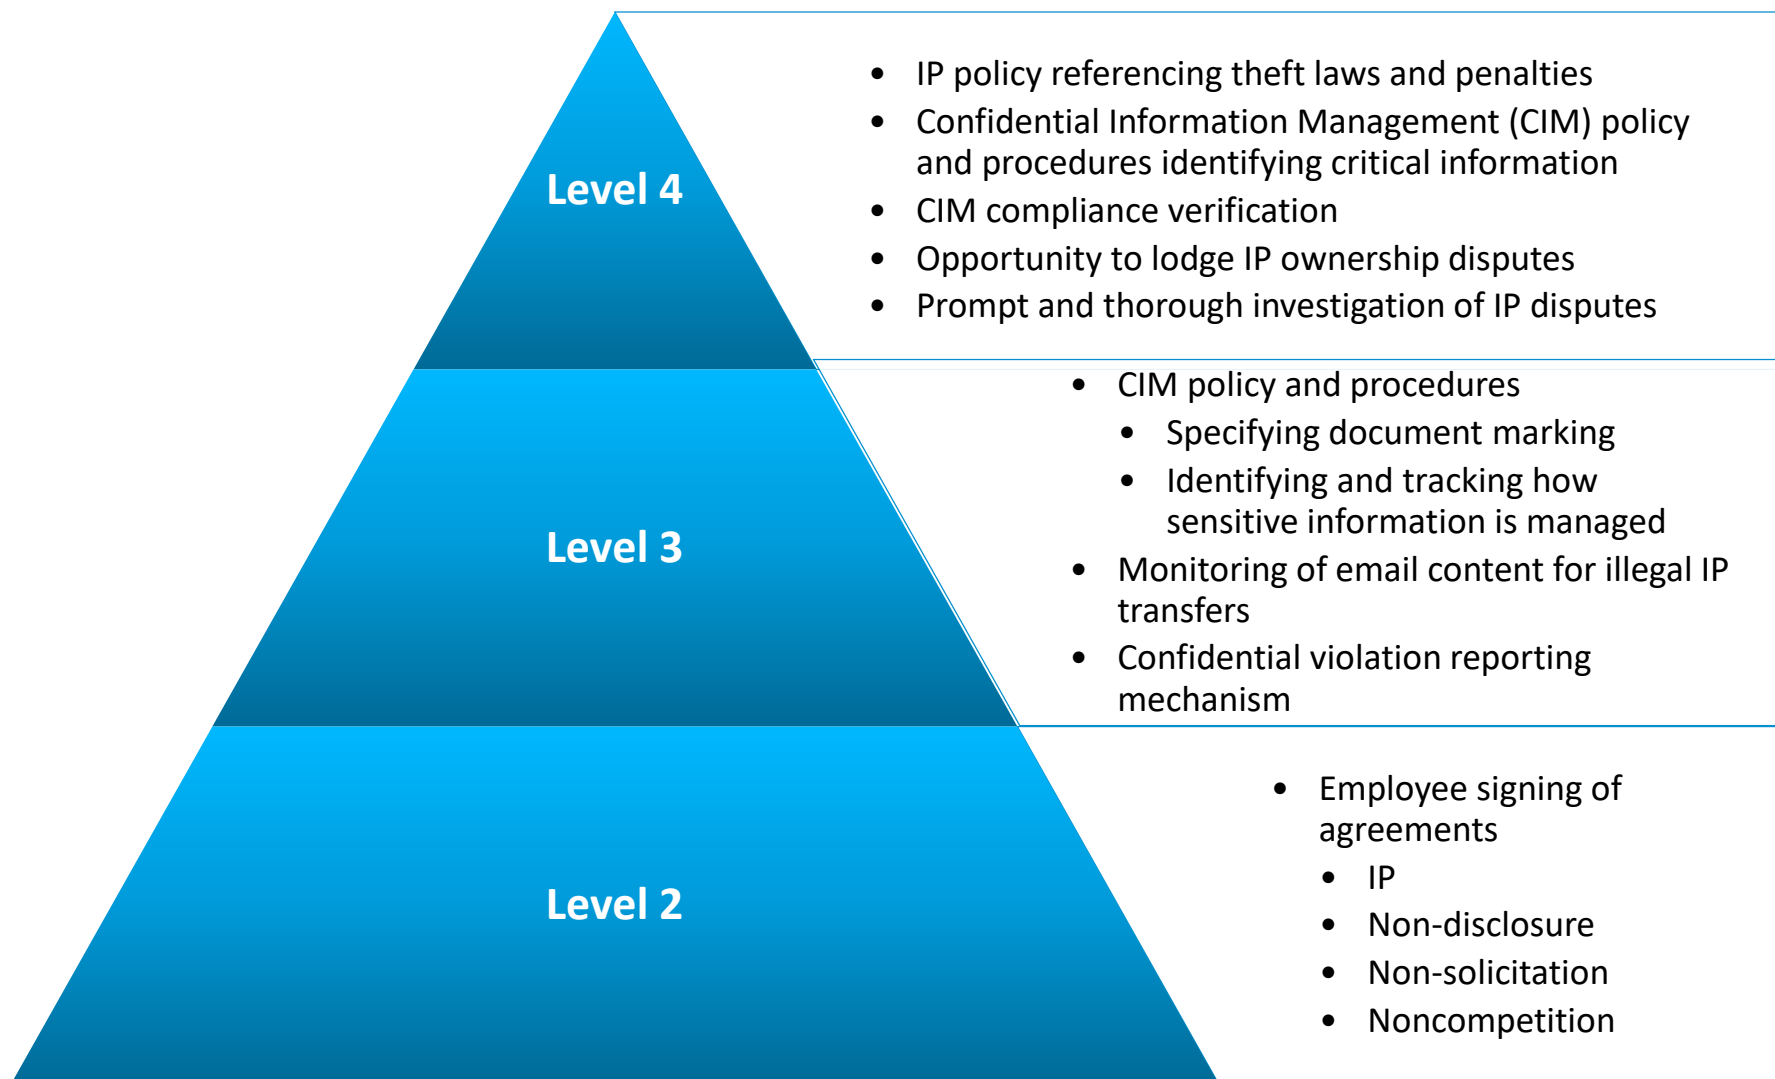 Level 4
• IP policy referencing theft laws and penalties
• Confidential Information Management (CIM) policy
and procedures identifying critical information
• CIM compliance verification
• Opportunity to lodge IP ownership disputes
• Prompt and thorough investigation of IP disputes
Level 3
• CIM policy and procedures
• Specifying document marking
• Identifying and tracking how
sensitive information is managed
• Monitoring of email content for illegal IP
transfers
• Confidential violation reporting
mechanism
Level 2
• Employee signing of
agreements
• IP
• Non-disclosure
• Non-solicitation
• Noncompetition